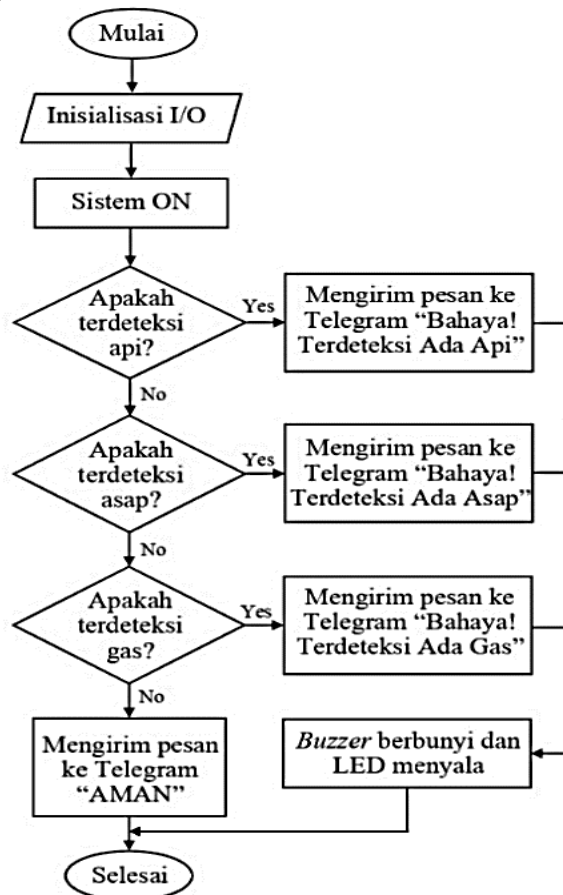 Mulai
Inisialisasi I/O
Sistem ON
Apakah
terdeteksi
api?
Yes
Mengirim pesan ke
Telegram “Bahaya!
Terdeteksi Ada Api”
No
Apakah
terdeteksi
asap?
Yes
Mengirim pesan ke
Telegram “Bahaya!
Terdeteksi Ada Asap”
No
Apakah
terdeteksi
gas?
Yes
Mengirim pesan ke
Telegram “Bahaya!
Terdeteksi Ada Gas”
No
Mengirim pesan
ke Telegram
“AMAN”
Buzzer berbunyi dan
LED menyala
Selesai